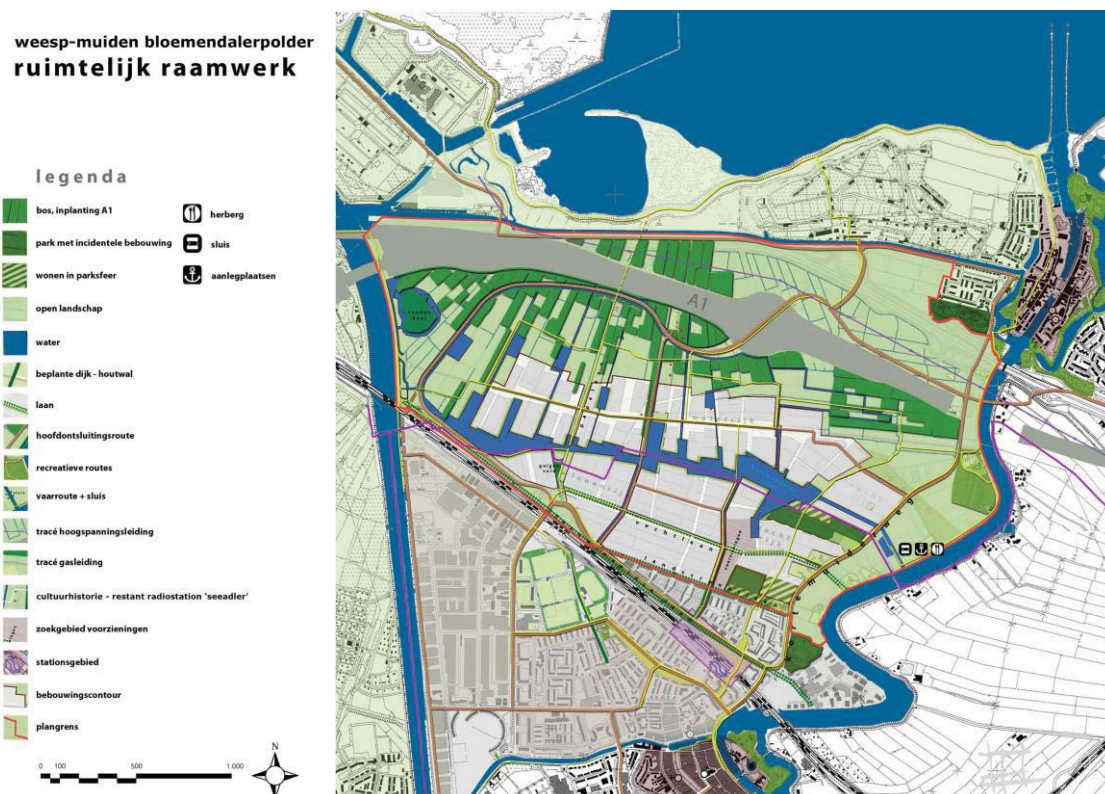 weesp-muiden bloemendalerpolder
ruimtelijk raamwerk
legenda
bos, inplanting A1
park met incidentele bebouwing
wonen in parksfeer
open landschap
water
beplante dijk - houtwal
laan
hoofdontsluitingsroute
recreatieve routes
vaarroute + sluis
tracé hoogspanningsleiding
tracé gasleiding
cultuurhistorie - restant radiostation 'seeadler'
zoekgebied voorzieningen
stationsgebied
bebouwingscontour
plangrens
herberg
sluis
aanlegplaatsen
0 100 500 1.000
N
A1
vechtlaan